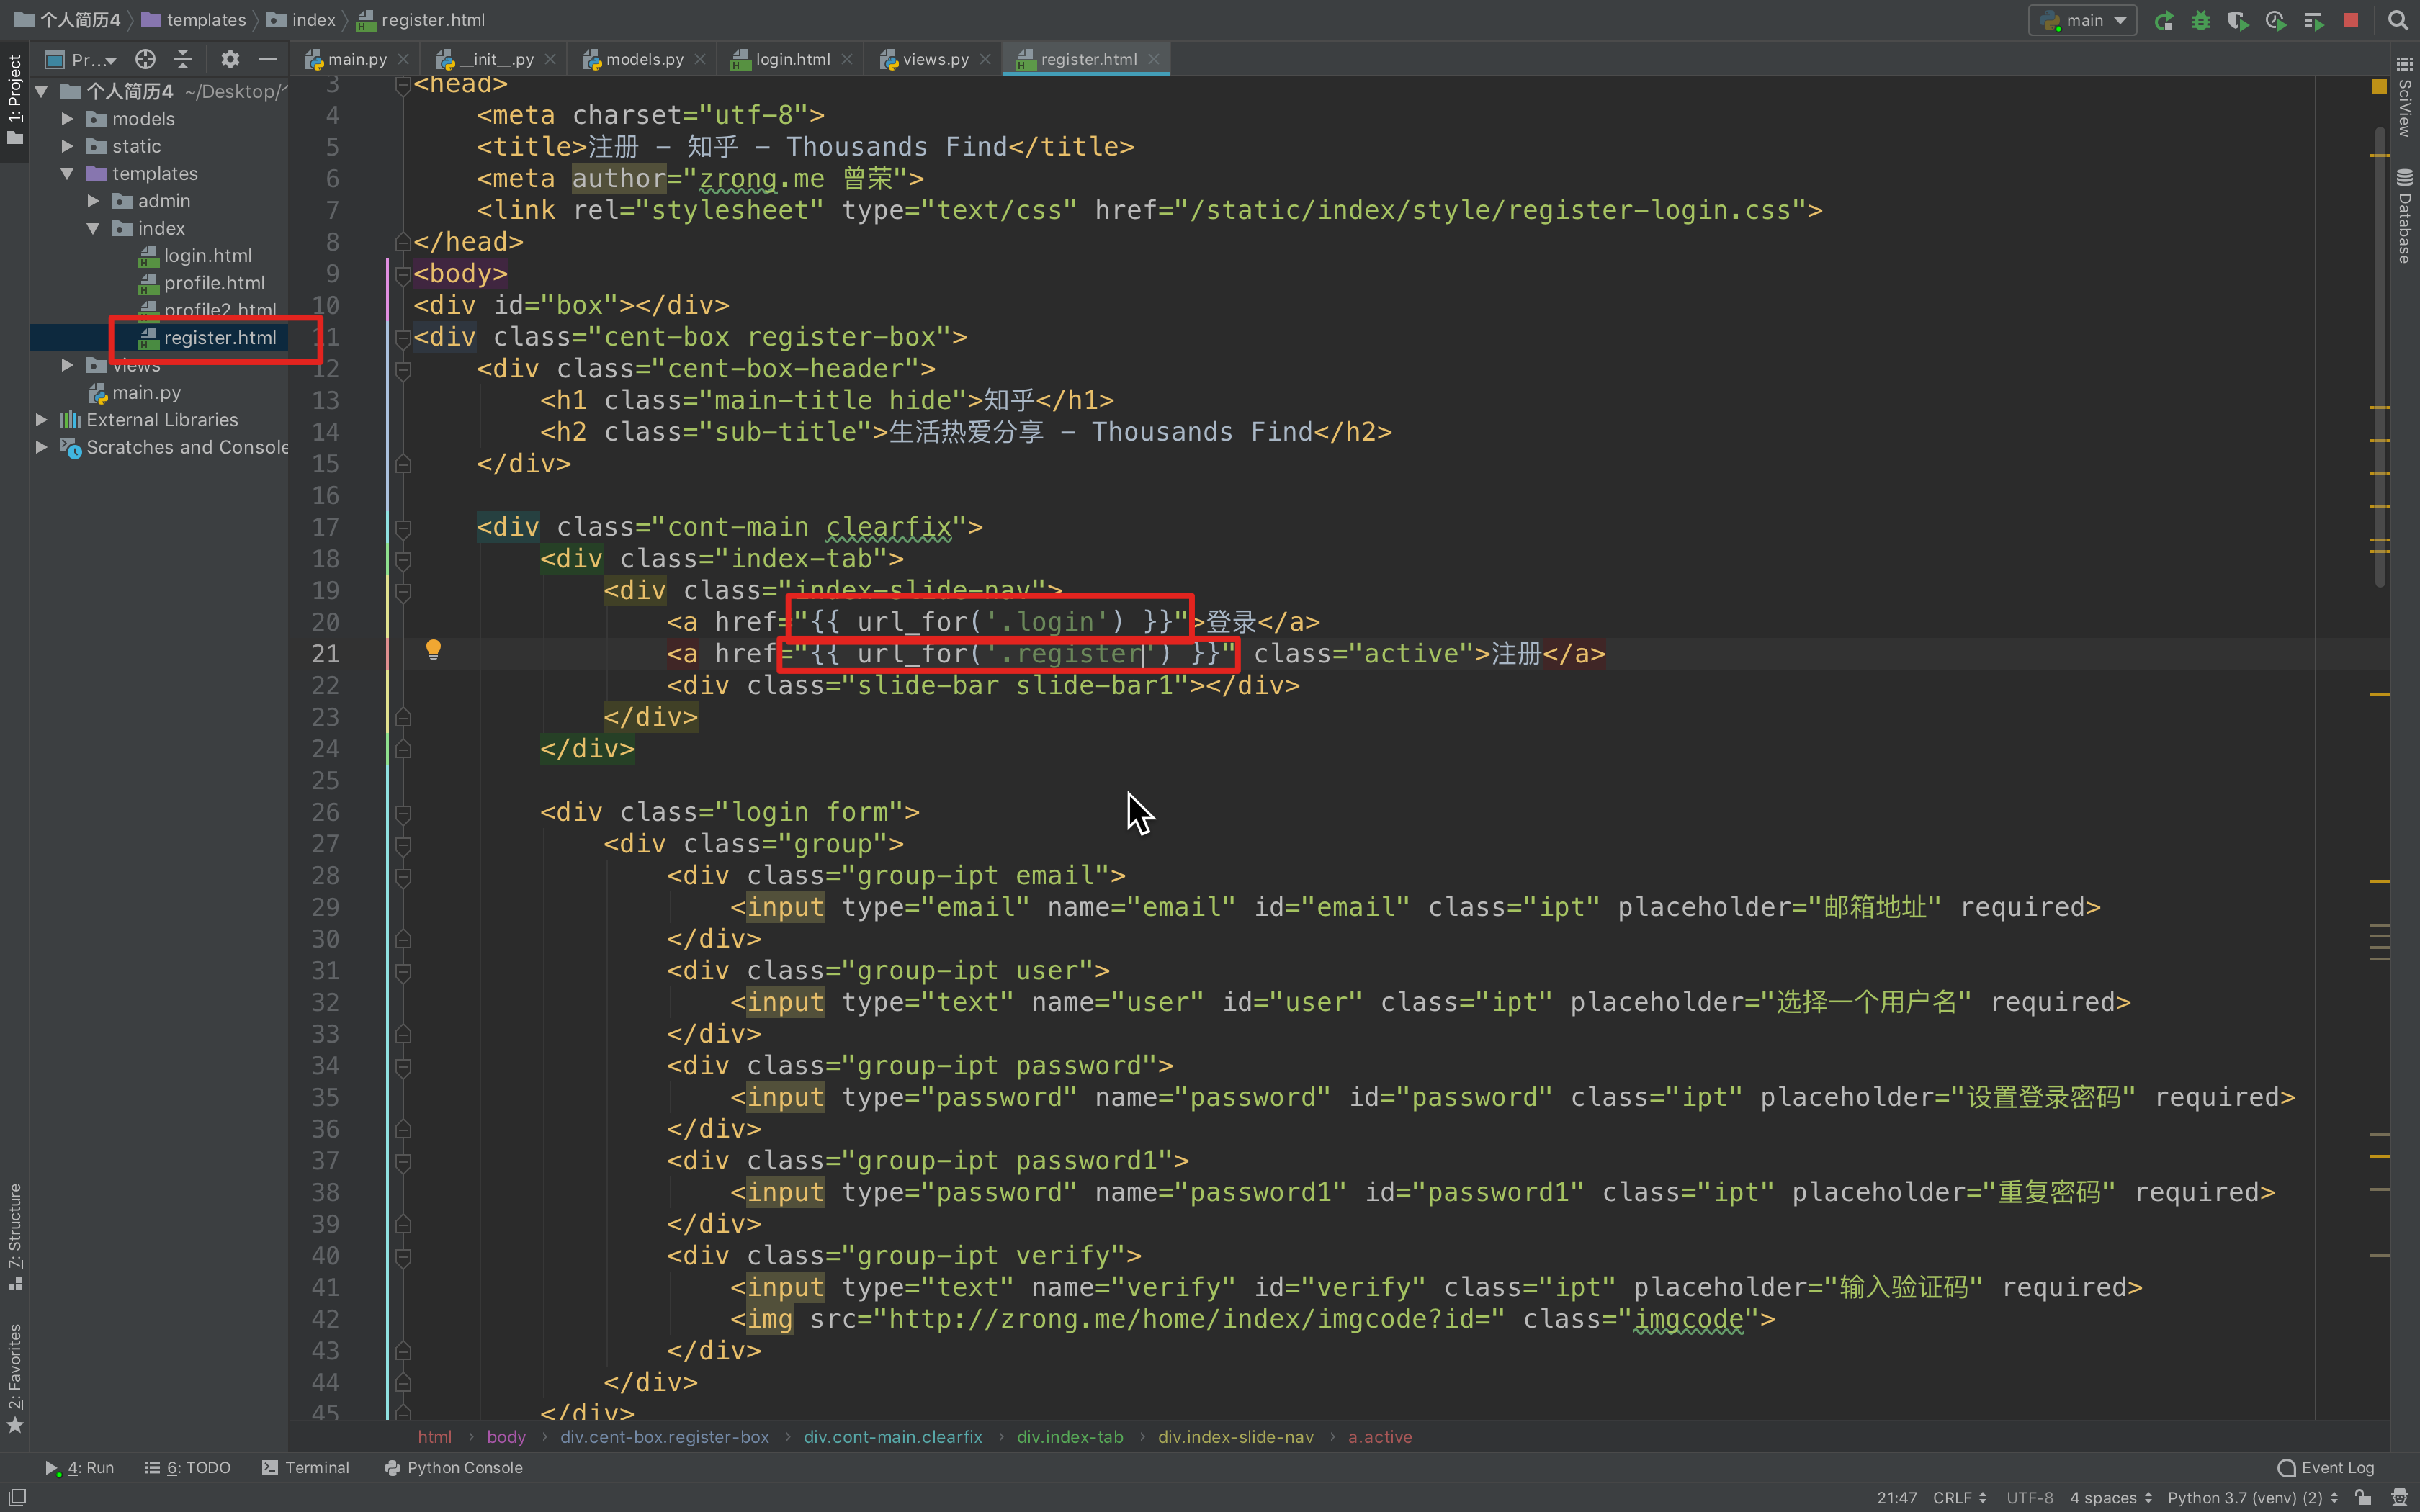 个人简历4 templates index register.html main
Pr... main.py __init__.py models.py login.html views.py register.html
1: Project
个人简历4 ~/Desktop/
models
static
templates
admin
index
login.html
profile.html
profile2.html
register.html
views
main.py
External Libraries
Scratches and Console
3 <head>
4 <meta charset="utf-8">
5 <title>注册 - 知乎 - Thousands Find</title>
6 <meta author="zrong.me 曾荣">
7 <link rel="stylesheet" type="text/css" href="/static/index/style/register-login.css">
8 </head>
9 <body>
10 <div id="box"></div>
11 <div class="cent-box register-box">
12 <div class="cent-box-header">
13 <h1 class="main-title hide">知乎</h1>
14 <h2 class="sub-title">生活热爱分享 - Thousands Find</h2>
15 </div>
16
17 <div class="cont-main clearfix">
18 <div class="index-tab">
19 <div class="index-slide-nav">
20 <a href="{{ url_for('.login') }}">登录</a>
21 <a href="{{ url_for('.register') }}" class="active">注册</a>
22 <div class="slide-bar slide-bar1"></div>
23 </div>
24 </div>
25
26 <div class="login form">
27 <div class="group">
28 <div class="group-ipt email">
29 <input type="email" name="email" id="email" class="ipt" placeholder="邮箱地址" required>
30 </div>
31 <div class="group-ipt user">
32 <input type="text" name="user" id="user" class="ipt" placeholder="选择一个用户名" required>
33 </div>
34 <div class="group-ipt password">
35 <input type="password" name="password" id="password" class="ipt" placeholder="设置登录密码" required>
36 </div>
37 <div class="group-ipt password1">
38 <input type="password" name="password1" id="password1" class="ipt" placeholder="重复密码" required>
39 </div>
40 <div class="group-ipt verify">
41 <input type="text" name="verify" id="verify" class="ipt" placeholder="输入验证码" required>
42 <img src="http://zrong.me/home/index/imgcode?id=" class="imgcode">
43 </div>
44 </div>
45 </div>
SciView
Database
7: Structure
2: Favorites
html body div.cent-box.register-box div.cont-main.clearfix div.index-tab div.index-slide-nav a.active
4: Run 6: TODO Terminal Python Console Event Log
21:47 CRLF UTF-8 4 spaces Python 3.7 (venv) (2)